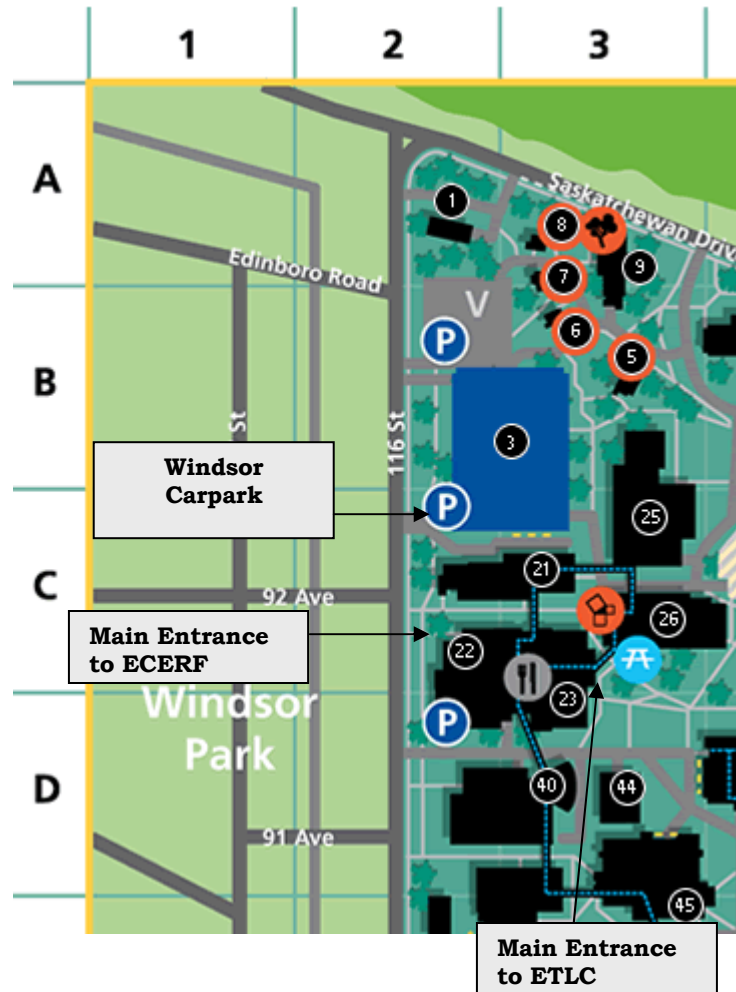 1
2
3
A
1
Saskatchewan Driv
8
9
Edinboro Road
7
V
6
P
5
B
St
116 St
3
Windsor
Carpark
P
25
C
21
92 Ave
26
Main Entrance
to ECERF
22
23
Windsor
Park
P
D
40
44
91 Ave
45
Main Entrance
to ETLC